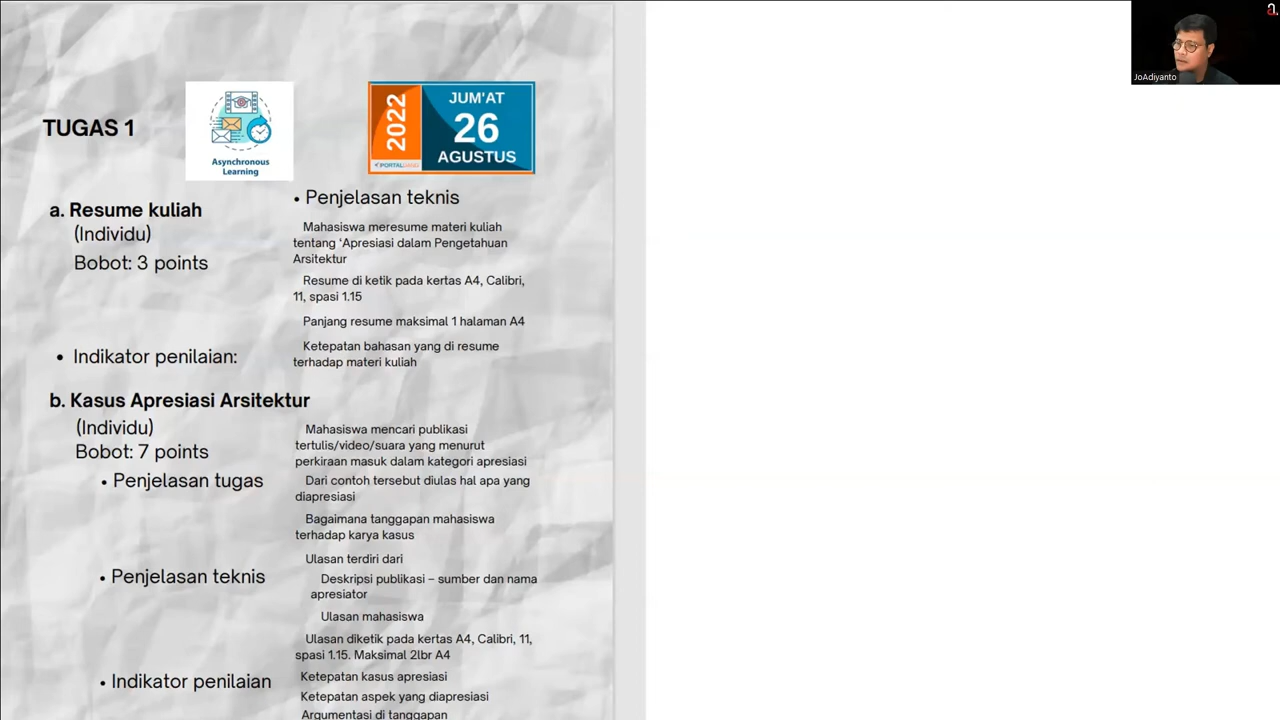 TUGAS 1
Asynchronous
Learning
2022
JUM'AT
26
AGUSTUS
a. Resume kuliah
(Individu)
Bobot: 3 points
• Penjelasan teknis
Mahasiswa meresume materi kuliah
tentang ‘Apresiasi dalam Pengetahuan
Arsitektur
Resume di ketik pada kertas A4, Calibri,
11, spasi 1.15
Panjang resume maksimal 1 halaman A4
• Indikator penilaian:
Ketepatan bahasan yang di resume
terhadap materi kuliah
b. Kasus Apresiasi Arsitektur
(Individu)
Bobot: 7 points
• Penjelasan tugas
Mahasiswa mencari publikasi
tertulis/video/suara yang menurut
perkiraan masuk dalam kategori apresiasi
Dari contoh tersebut diulas hal apa yang
diapresiasi
Bagaimana tanggapan mahasiswa
terhadap karya kasus
• Penjelasan teknis
Ulasan terdiri dari
Deskripsi publikasi – sumber dan nama
apresiator
Ulasan mahasiswa
Ulasan diketik pada kertas A4, Calibri, 11,
spasi 1.15. Maksimal 2lbr A4
• Indikator penilaian
Ketepatan kasus apresiasi
Ketepatan aspek yang diapresiasi
Argumentasi di tanggapan
JoAdiyanto
a.